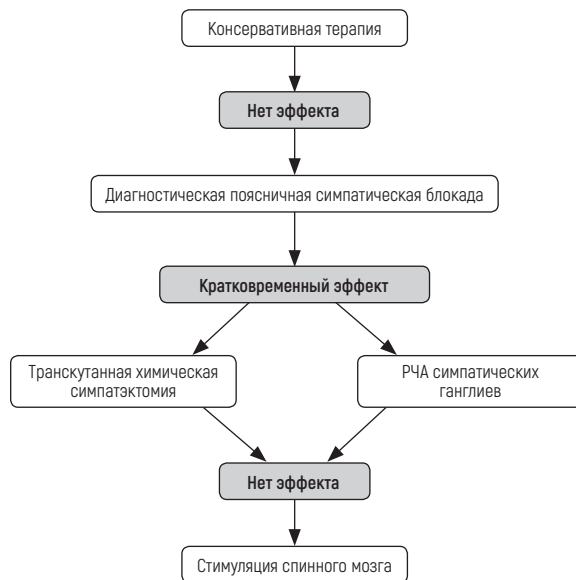 Консервативная терапия
Нет эффекта
Диагностическая поясничная симпатическая блокада
Кратковременный эффект
Транскутанная химическая
симпатэктомия
РЧА симпатических
ганглиев
Нет эффекта
Стимуляция спинного мозга